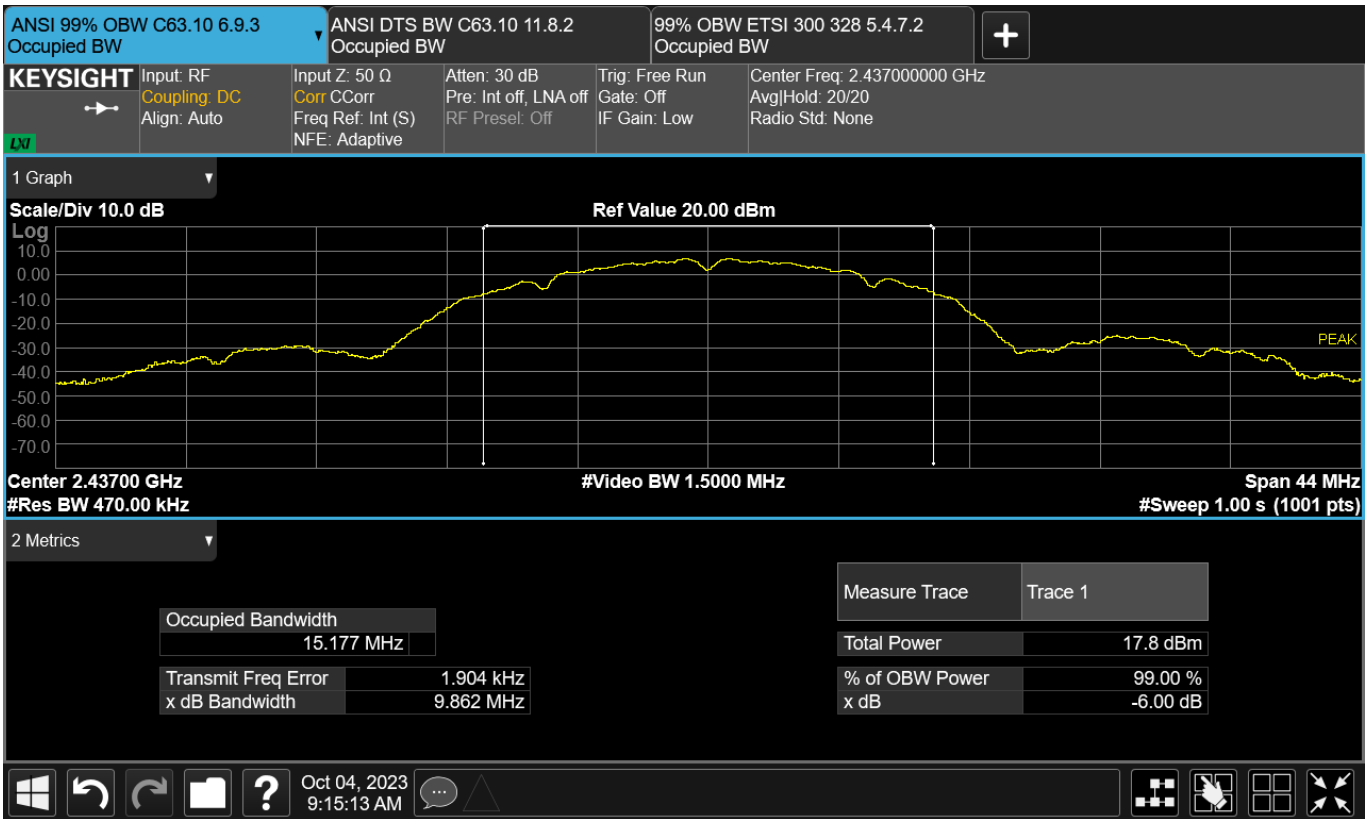 ANSI 99% OBW C63.10 6.9.3
Occupied BW
ANSI DTS BW C63.10 11.8.2
Occupied BW
99% OBW ETSI 300 328 5.4.7.2
Occupied BW
KEYSIGHT
LXI
Input: RF
Coupling: DC
Align: Auto
Input Z: 50 Ω
Corr CCorr
Freq Ref: Int (S)
NFE: Adaptive
Atten: 30 dB
Pre: Int off, LNA off
RF Presel: Off
Trig: Free Run
Gate: Off
IF Gain: Low
Center Freq: 2.437000000 GHz
Avg|Hold: 20/20
Radio Std: None
1 Graph
Scale/Div 10.0 dB
Ref Value 20.00 dBm
Log
10.0
0.00
-10.0
-20.0
-30.0
-40.0
-50.0
-60.0
-70.0
PEAK
Center 2.43700 GHz
#Video BW 1.5000 MHz
Span 44 MHz
#Res BW 470.00 kHz
#Sweep 1.00 s (1001 pts)
2 Metrics
Measure Trace
Trace 1
Occupied Bandwidth
15.177 MHz
Total Power
17.8 dBm
Transmit Freq Error
1.904 kHz
% of OBW Power
99.00 %
x dB Bandwidth
9.862 MHz
x dB
-6.00 dB
?
Oct 04, 2023
9:15:13 AM